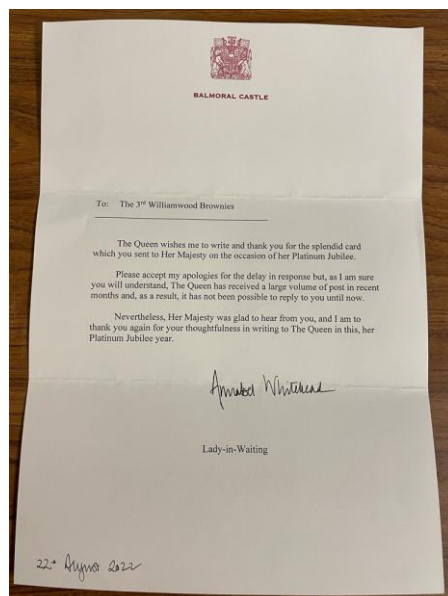 BALMORAL CASTLE
To: The 3rd Williamwood Brownies
The Queen wishes me to write and thank you for the splendid card
which you sent to Her Majesty on the occasion of her Platinum Jubilee.
Please accept my apologies for the delay in response but, as I am sure
you will understand, The Queen has received a large volume of post in recent
months and, as a result, it has not been possible to reply to you until now.
Nevertheless, Her Majesty was glad to hear from you, and I am to
thank you again for your thoughtfulness in writing to The Queen in this, her
Platinum Jubilee year.
Annabel Whitehead
Lady-in-Waiting
22nd August 2022